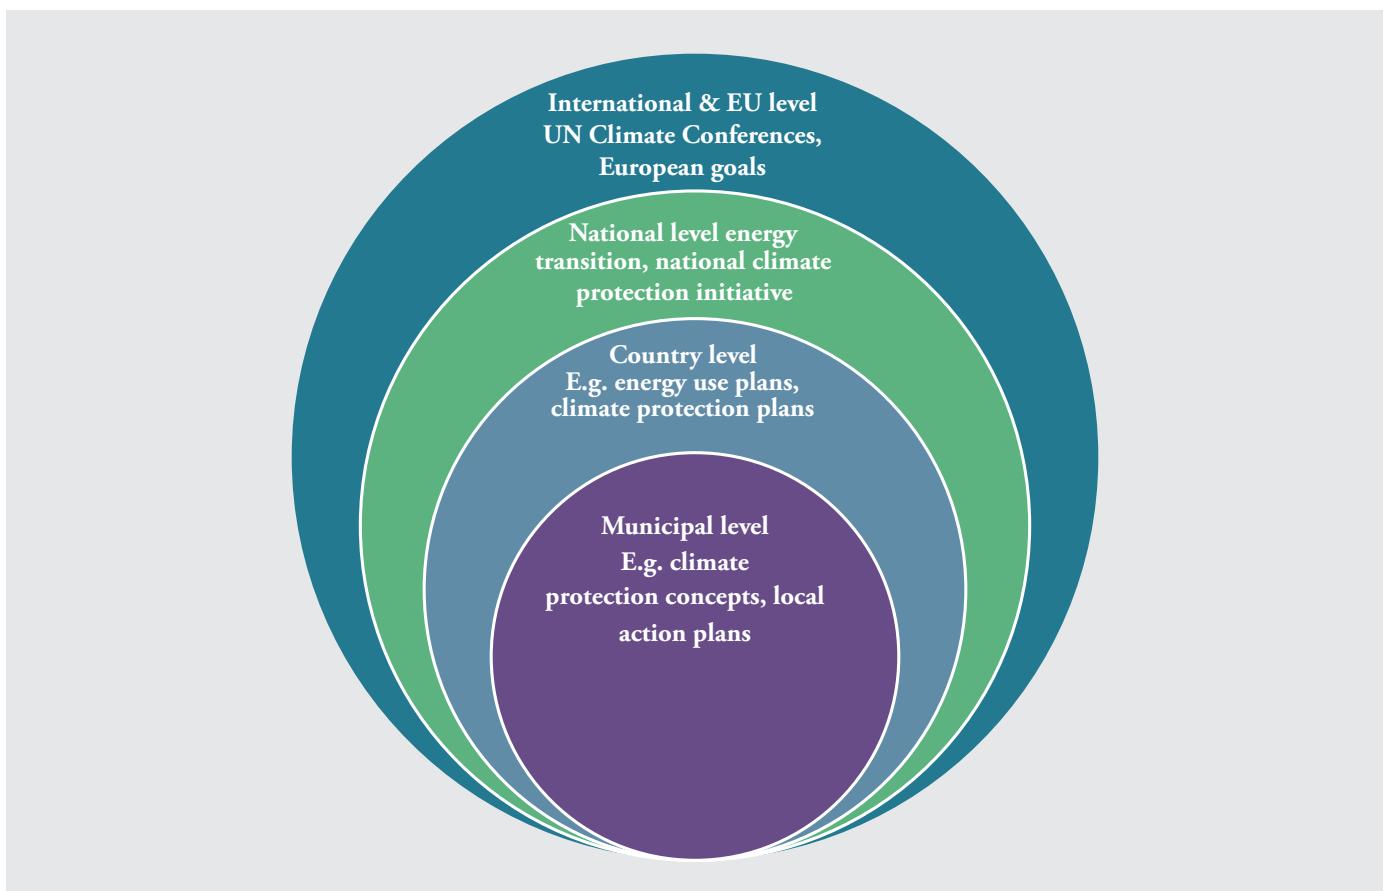 International & EU level
UN Climate Conferences,
European goals
National level energy
transition, national climate
protection initiative
Country level
E.g. energy use plans,
climate protection plans
Municipal level
E.g. climate
protection concepts, local
action plans